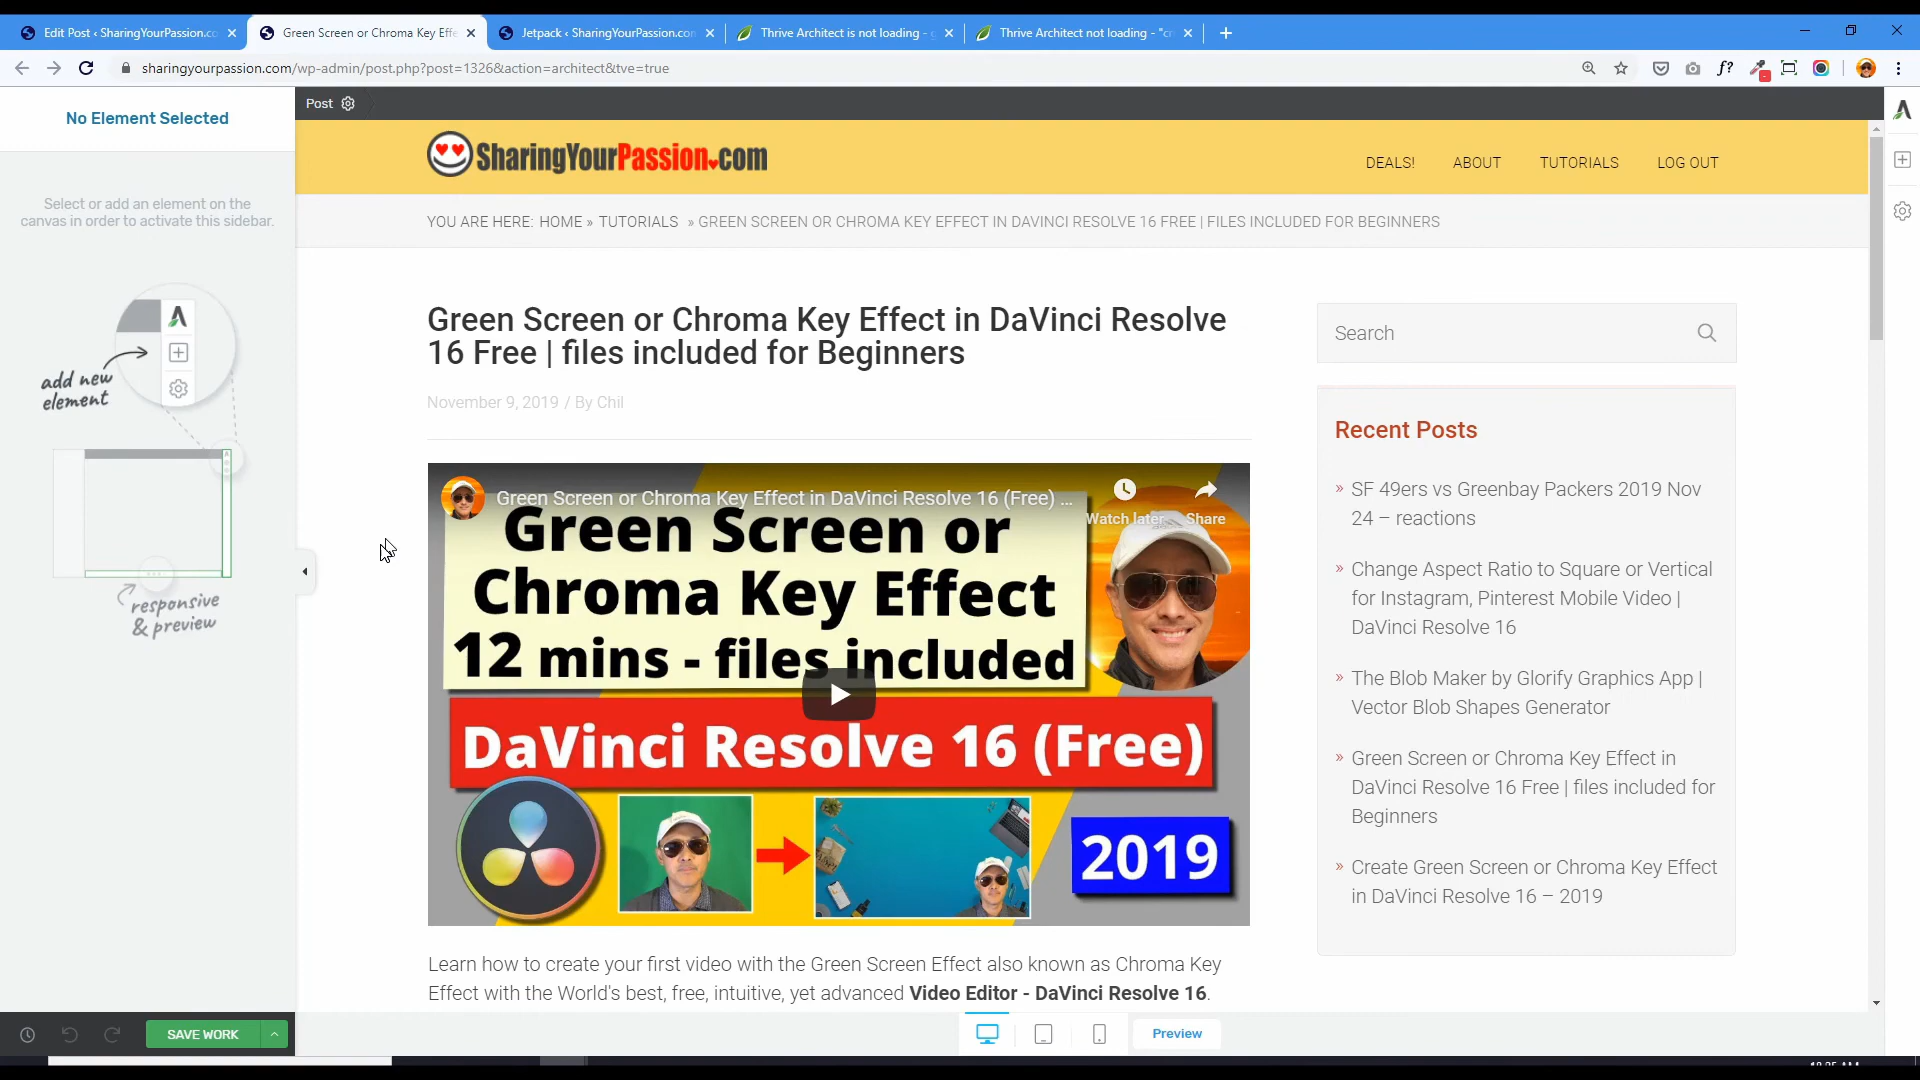 Edit Post ‹ SharingYourPassion.co
Green Screen or Chroma Key Effe
Jetpack ‹ SharingYourPassion.com
Thrive Architect is not loading -
Thrive Architect not loading - "c
sharingyourpassion.com/wp-admin/post.php?post=1326&action=architect&tve=true
f?
No Element Selected
Post
Select or add an element on the
canvas in order to activate this sidebar.
add new
element
responsive
& preview
SAVE WORK
SharingYourPassion.com
DEALS!
ABOUT
TUTORIALS
LOG OUT
YOU ARE HERE: HOME » TUTORIALS » GREEN SCREEN OR CHROMA KEY EFFECT IN DAVINCI RESOLVE 16 FREE | FILES INCLUDED FOR BEGINNERS
Green Screen or Chroma Key Effect in DaVinci Resolve
16 Free | files included for Beginners
November 9, 2019 / By Chil
Green Screen or Chroma Key Effect in DaVinci Resolve 16 (Free) ...
Watch later
Share
Green Screen or
Chroma Key Effect
12 mins - files included
DaVinci Resolve 16 (Free)
2019
Learn how to create your first video with the Green Screen Effect also known as Chroma Key
Effect with the World's best, free, intuitive, yet advanced Video Editor - DaVinci Resolve 16.
Search
Recent Posts
» SF 49ers vs Greenbay Packers 2019 Nov
24 – reactions
» Change Aspect Ratio to Square or Vertical
for Instagram, Pinterest Mobile Video |
DaVinci Resolve 16
» The Blob Maker by Glorify Graphics App |
Vector Blob Shapes Generator
» Green Screen or Chroma Key Effect in
DaVinci Resolve 16 Free | files included for
Beginners
» Create Green Screen or Chroma Key Effect
in DaVinci Resolve 16 – 2019
Preview